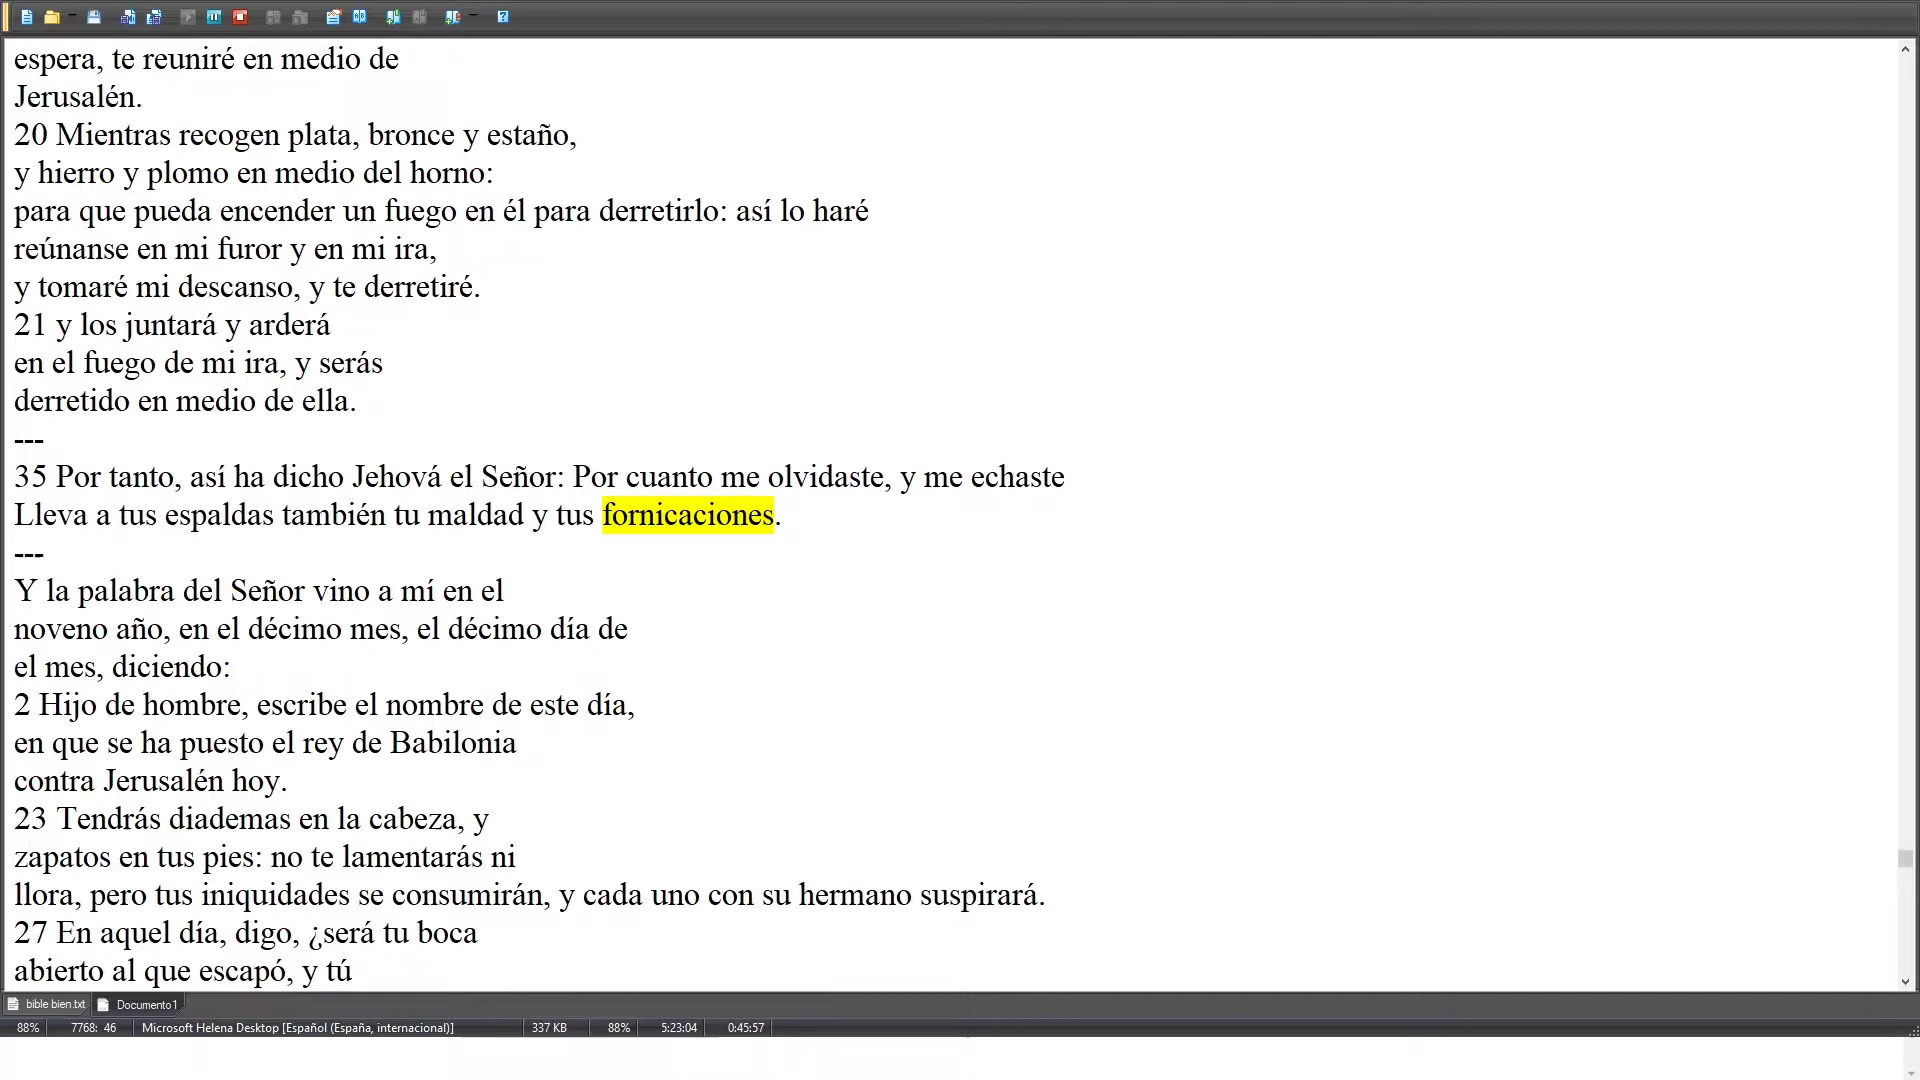 espera, te reuniré en medio de
Jerusalén.
20 Mientras recogen plata, bronce y estaño,
y hierro y plomo en medio del horno:
para que pueda encender un fuego en él para derretirlo: así lo haré
reúnanse en mi furor y en mi ira,
y tomaré mi descanso, y te derretiré.
21 y los juntará y arderá
en el fuego de mi ira, y serás
derretido en medio de ella.
---
35 Por tanto, así ha dicho Jehová el Señor: Por cuanto me olvidaste, y me echaste
Lleva a tus espaldas también tu maldad y tus fornicaciones.
---
Y la palabra del Señor vino a mí en el
noveno año, en el décimo mes, el décimo día de
el mes, diciendo:
2 Hijo de hombre, escribe el nombre de este día,
en que se ha puesto el rey de Babilonia
contra Jerusalén hoy.
23 Tendrás diademas en la cabeza, y
zapatos en tus pies: no te lamentarás ni
llora, pero tus iniquidades se consumirán, y cada uno con su hermano suspirará.
27 En aquel día, digo, ¿será tu boca
abierto al que escapó, y tú
bible bien.txt Documento1
88% 7768: 46 Microsoft Helena Desktop [Español (España, internacional)] 337 KB 88% 5:23:04 0:45:57